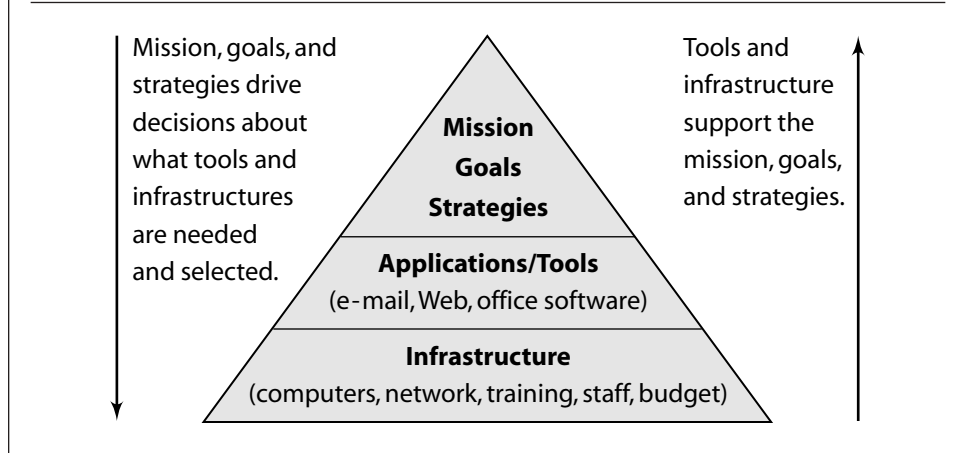 Mission, goals, and
strategies drive
decisions about
what tools and
infrastructures
are needed
and selected.
Mission
Goals
Strategies
Applications/Tools
(e-mail, Web, office software)
Infrastructure
(computers, network, training, staff, budget)
Tools and
infrastructure
support the
mission, goals,
and strategies.